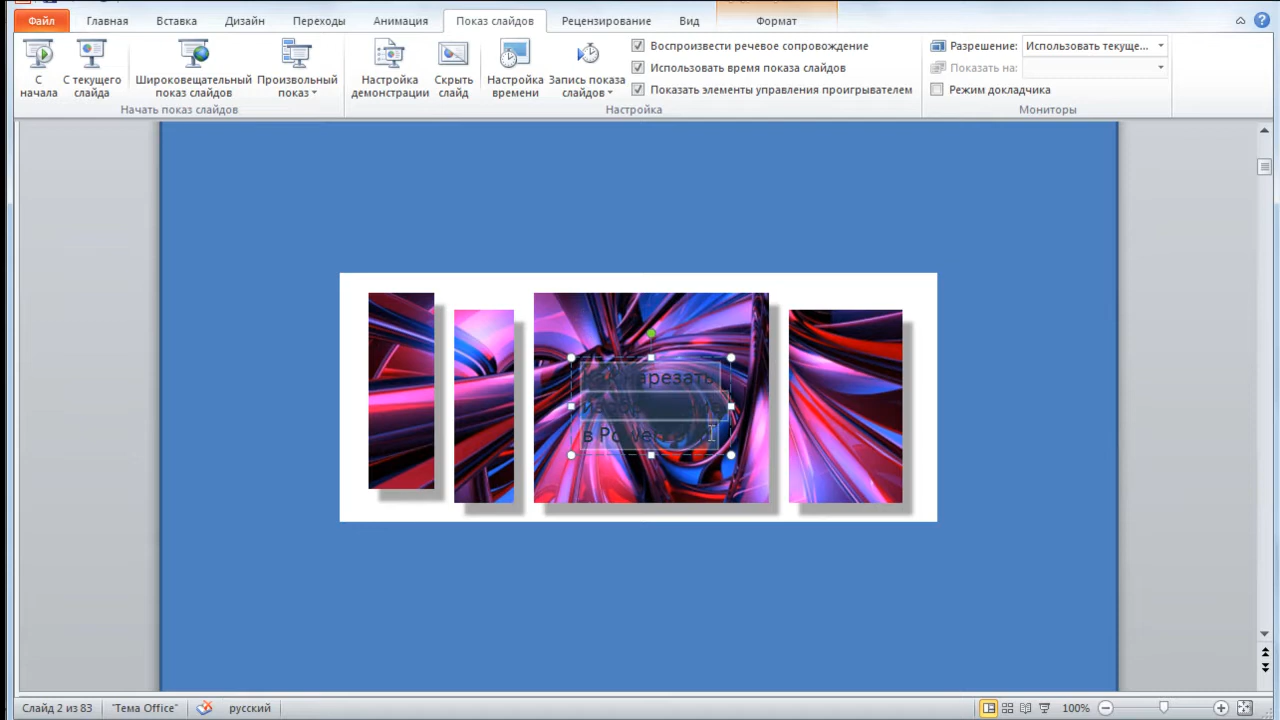 Файл Главная Вставка Дизайн Переходы Анимация Показ слайдов Рецензирование Вид Формат
С начала
С текущего слайда
Широковещательный показ слайдов
Произвольный показ
Настройка демонстрации
Скрыть слайд
Настройка времени
Запись показа слайдов
Воспроизвести речевое сопровождение
Использовать время показа слайдов
Показать элементы управления проигрывателем
Разрешение: Использовать текуще...
Показать на:
Режим докладчика
Начать показ слайдов Настройка Мониторы
Как нарезать
в
Слайд 2 из 83 "Тема Office" русский 100%